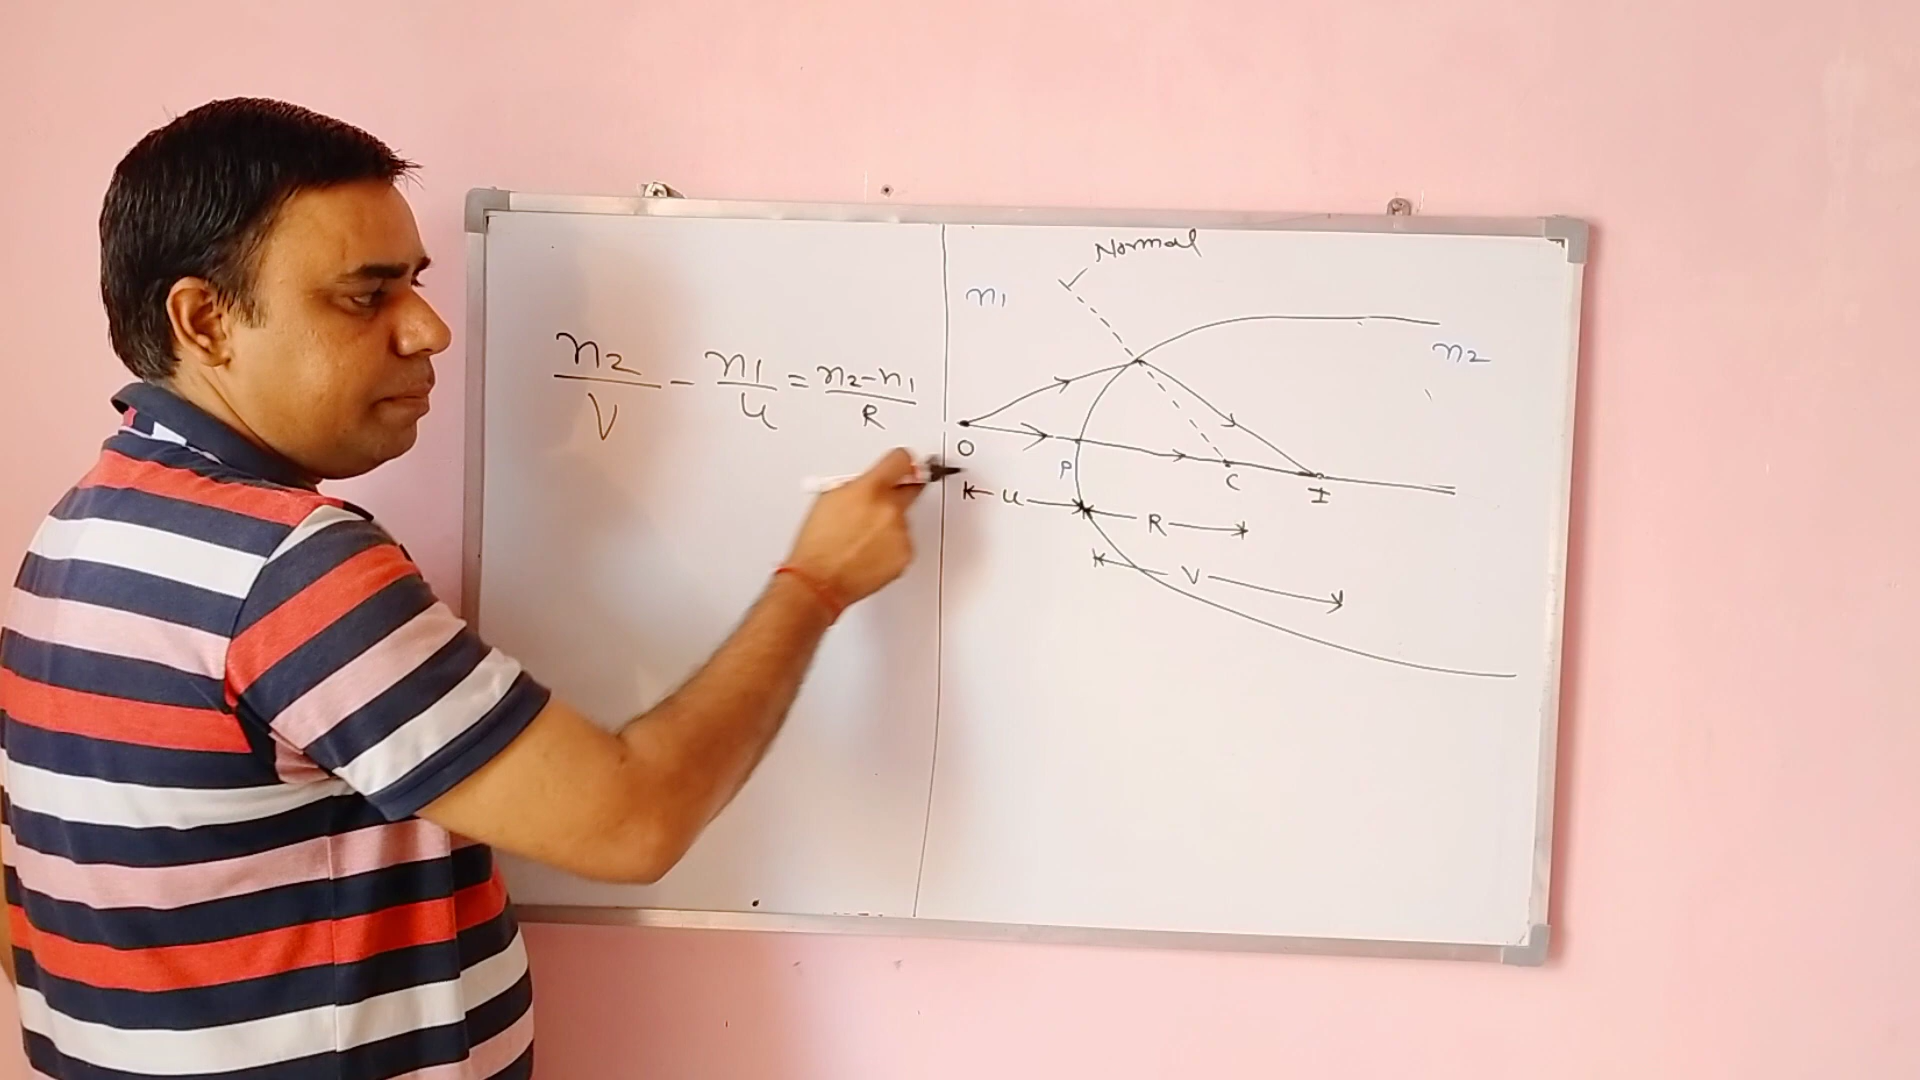 n2/V - n1/u = n2-n1/R
Normal
n1
n2
O
P
C
I
u
R
V